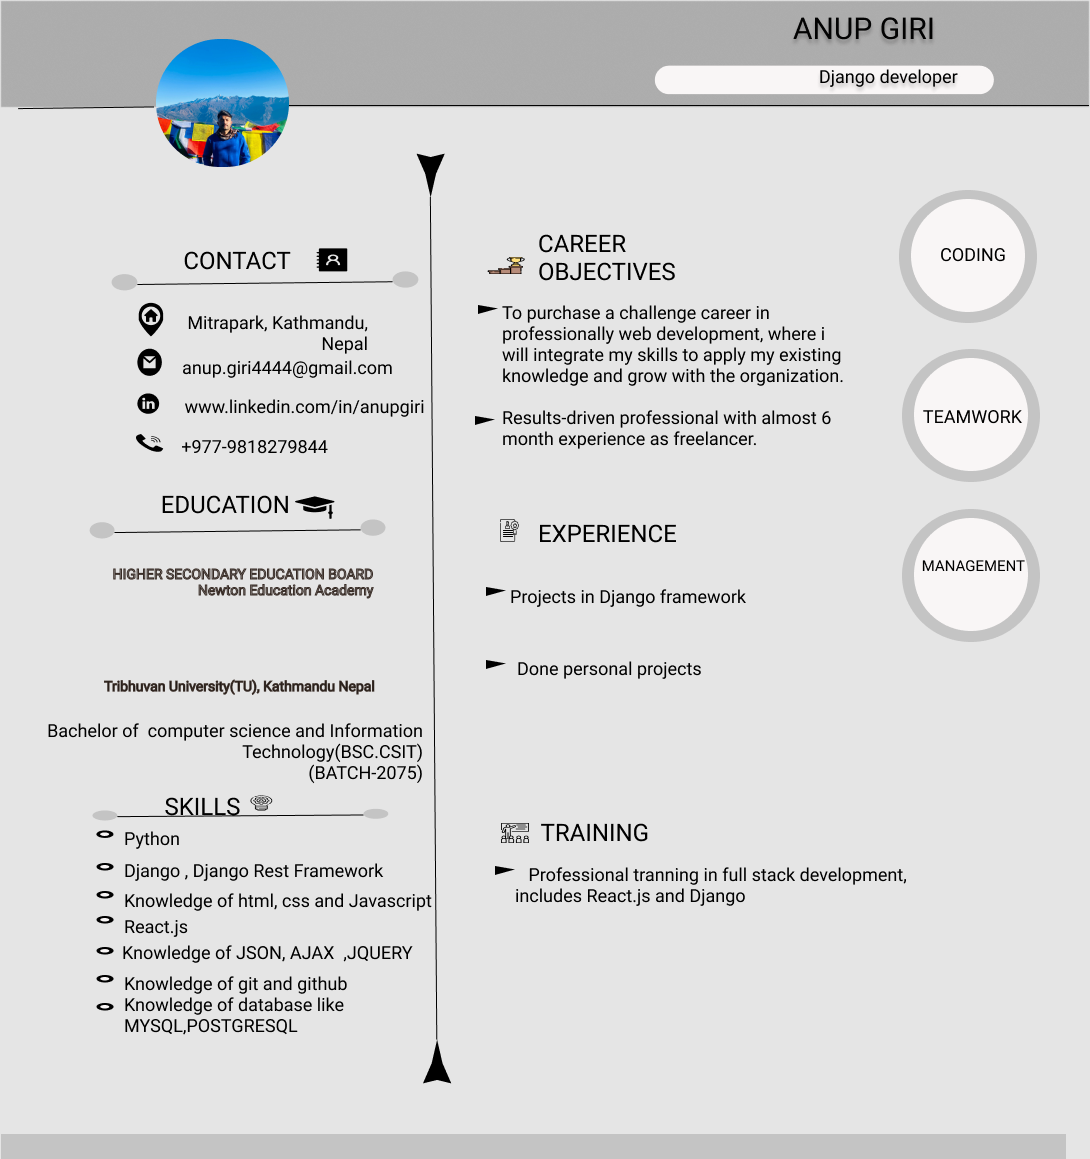 ANUP GIRI
Django developer
CONTACT
Mitrapark, Kathmandu,
Nepal
anup.giri4444@gmail.com
www.linkedin.com/in/anupgiri
+977-9818279844
EDUCATION
HIGHER SECONDARY EDUCATION BOARD
Newton Education Academy
Tribhuvan University(TU), Kathmandu Nepal
Bachelor of  computer science and Information
Technology(BSC.CSIT)
(BATCH-2075)
SKILLS
Python
Django , Django Rest Framework
Knowledge of html, css and Javascript
React.js
Knowledge of JSON, AJAX  ,JQUERY
Knowledge of git and github
Knowledge of database like
MYSQL,POSTGRESQL
CAREER
OBJECTIVES
To purchase a challenge career in
professionally web development, where i
will integrate my skills to apply my existing
knowledge and grow with the organization.
Results-driven professional with almost 6
month experience as freelancer.
EXPERIENCE
Projects in Django framework
Done personal projects
TRAINING
Professional tranning in full stack development,
includes React.js and Django
CODING
TEAMWORK
MANAGEMENT